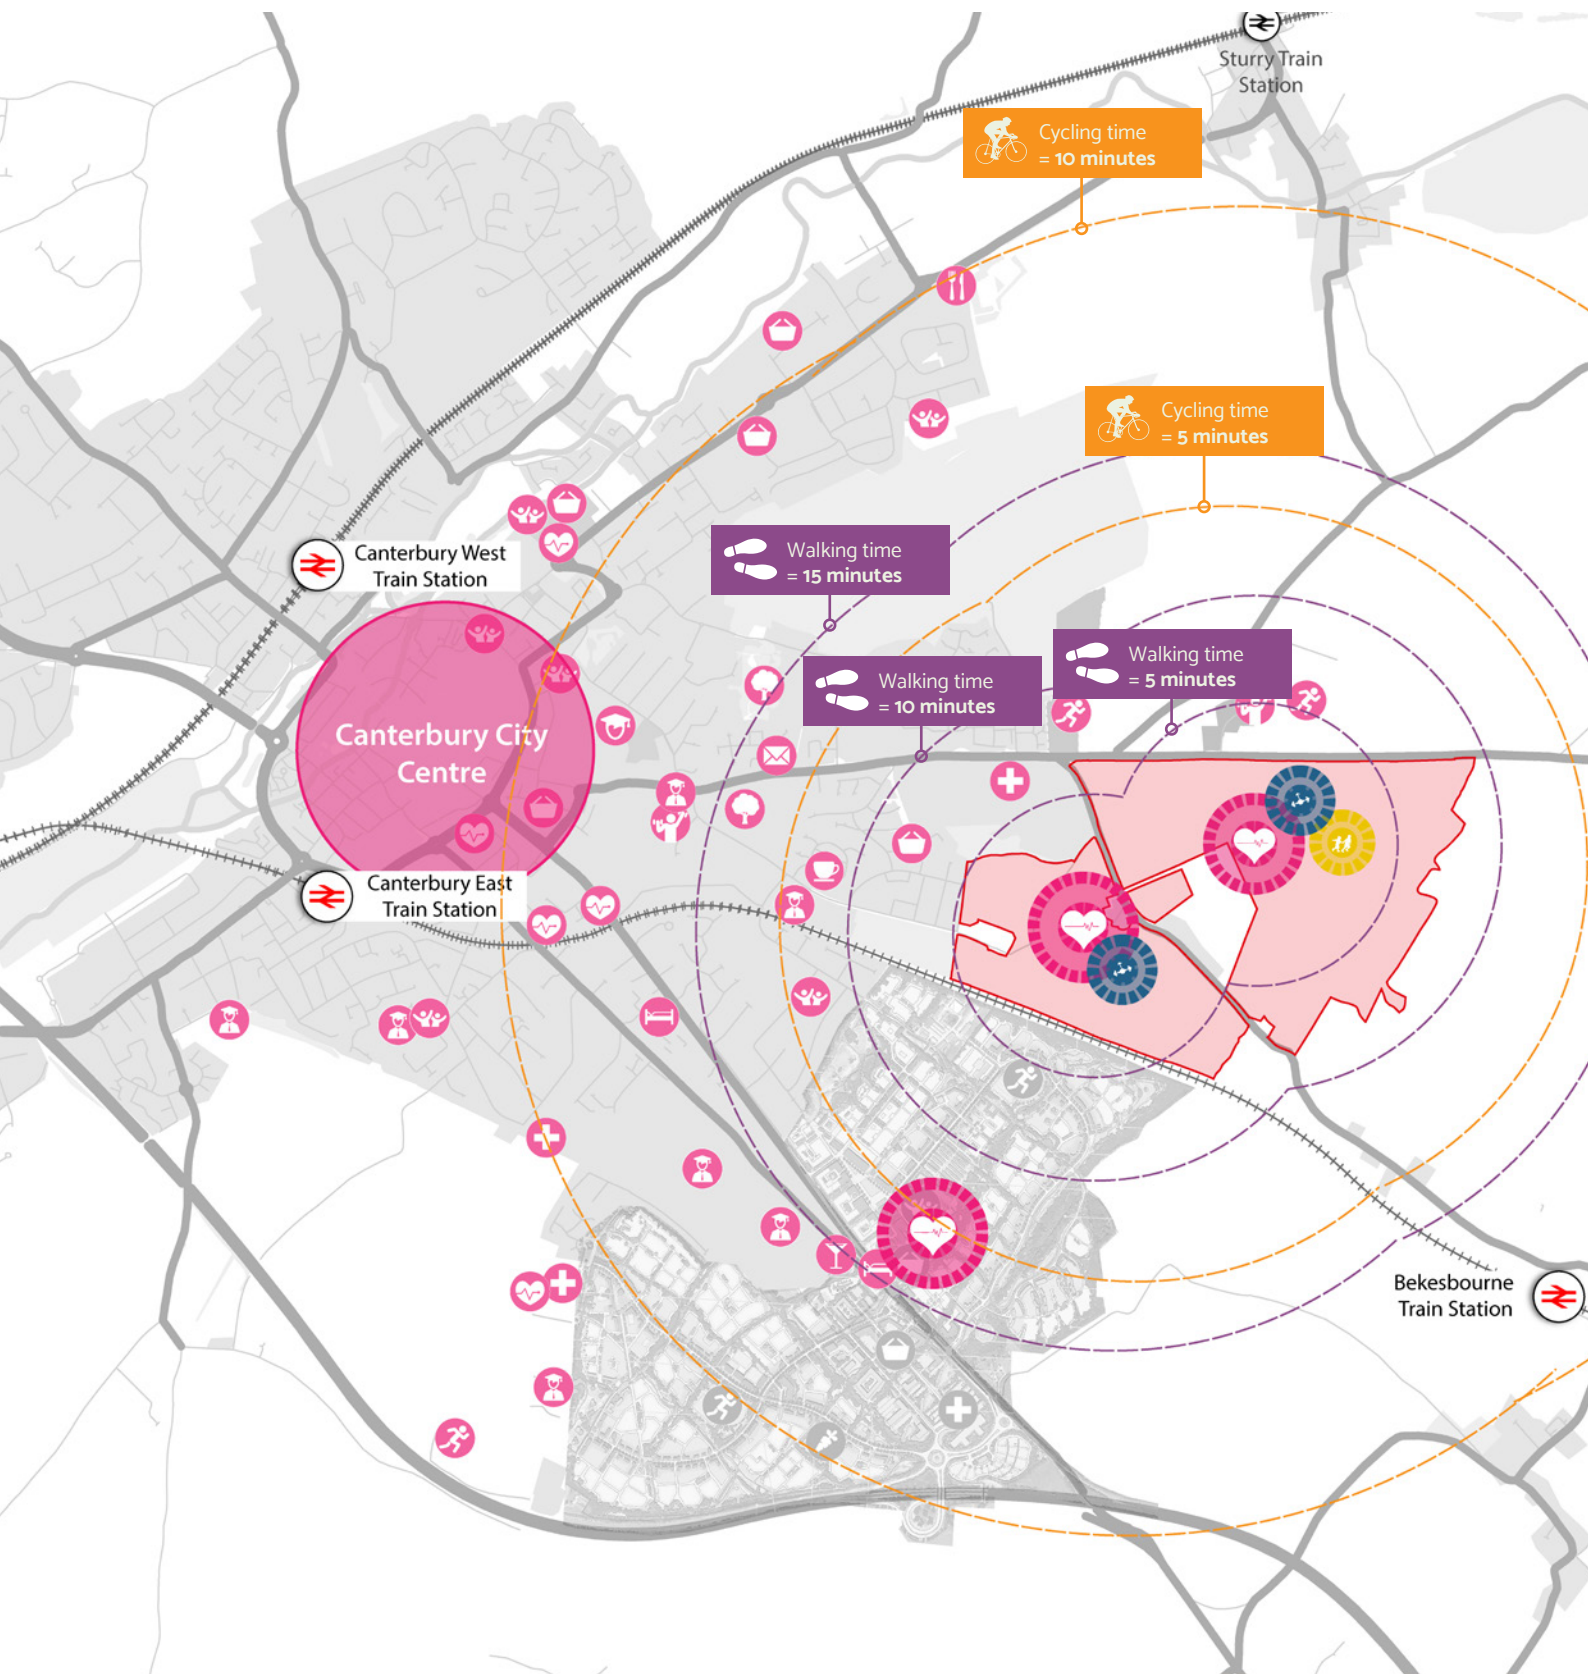 Sturry Train
Station
Cycling time
= 10 minutes
Cycling time
= 5 minutes
Walking time
= 15 minutes
Canterbury West
Train Station
Walking time
= 5 minutes
Walking time
= 10 minutes
Canterbury City
Centre
Canterbury East
Train Station
Bekesbourne
Train Station